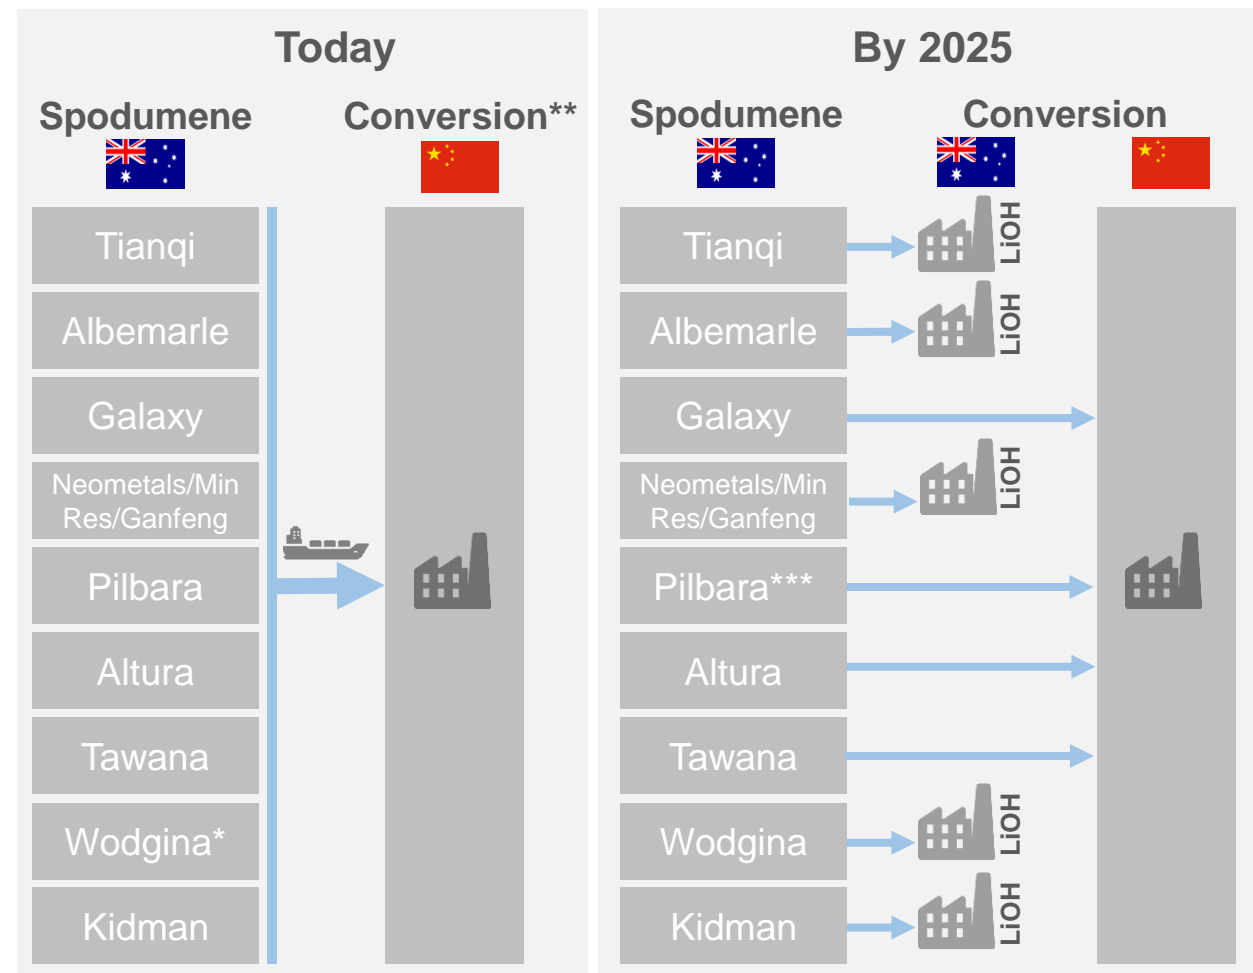 Today
Spodumene
Conversion**
Tianqi
Albemarle
Galaxy
Neometals/Min
Res/Ganfeng
Pilbara
Altura
Tawana
Wodgina*
Kidman
By 2025
Spodumene
Conversion
Tianqi
LiOH
Albemarle
LiOH
Galaxy
Neometals/Min
Res/Ganfeng
LiOH
Pilbara***
Altura
Tawana
Wodgina
LiOH
Kidman
LiOH